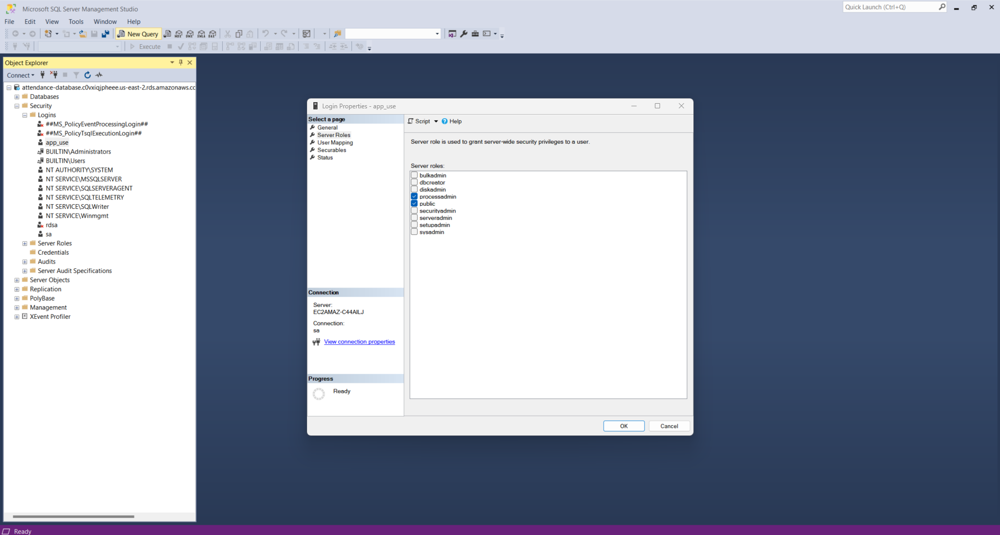 Microsoft SQL Server Management Studio
Quick Launch (Ctrl+Q)
File Edit View Tools Window Help
New Query MDX DMX XMLA DAX
Execute
Object Explorer
Connect
attendance-database.c0vxiqjpheee.us-east-2.rds.amazonaws.cc
Databases
Security
Logins
##MS_PolicyEventProcessingLogin##
##MS_PolicyTsqlExecutionLogin##
app_use
BUILTIN\Administrators
BUILTIN\Users
NT AUTHORITY\SYSTEM
NT SERVICE\MSSQLSERVER
NT SERVICE\SQLSERVERAGENT
NT SERVICE\SQLTELEMETRY
NT SERVICE\SQLWriter
NT SERVICE\Winmgmt
rdsa
sa
Server Roles
Credentials
Audits
Server Audit Specifications
Server Objects
Replication
PolyBase
Management
XEvent Profiler
Login Properties - app_use
Select a page
General
Server Roles
User Mapping
Securables
Status
Connection
Server:
EC2AMAZ-C44AILJ
Connection:
sa
View connection properties
Progress
Ready
Script Help
Server role is used to grant server-wide security privileges to a user.
Server roles:
bulkadmin
dbcreator
diskadmin
processadmin
public
securityadmin
serveradmin
setupadmin
sysadmin
OK Cancel
Ready